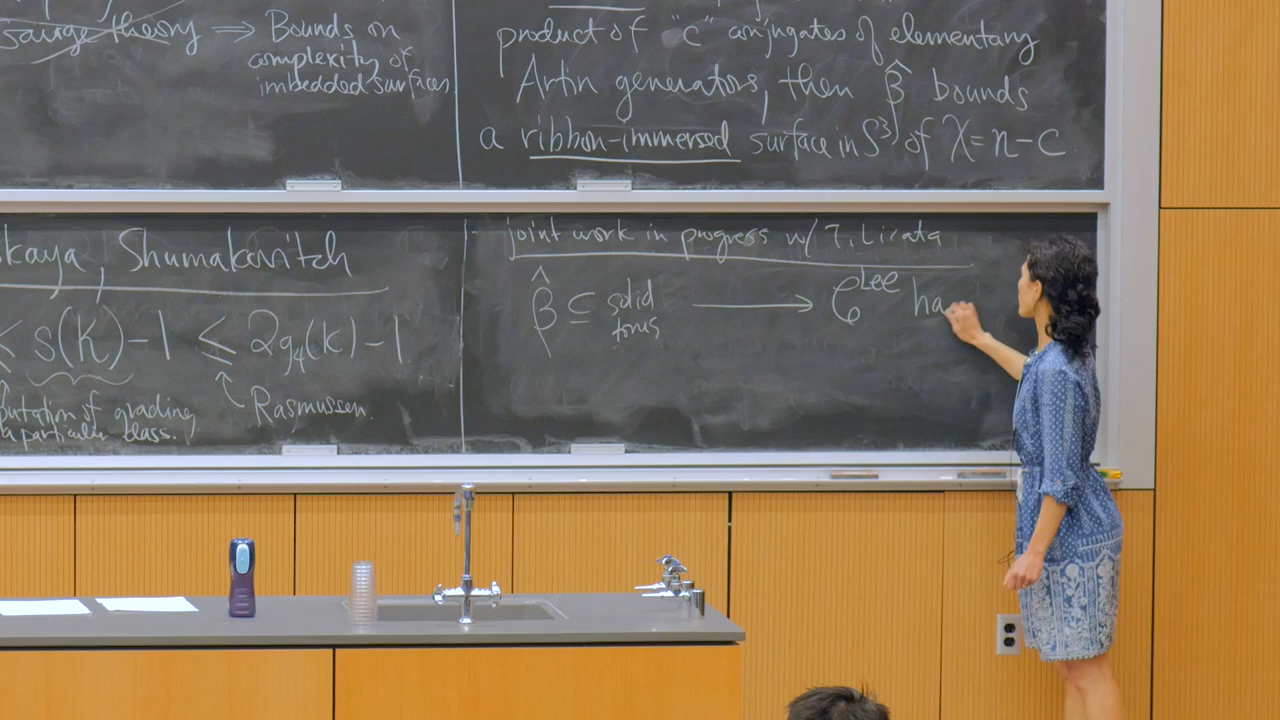 gauge theory ⇒ Bounds on
complexity of
imbedded surfaces.
product of "c" conjugates of elementary
Artin generators, then β̂ bounds
a ribbon-immersed surface in S³ of χ = n-c
kaya, Shumakovitch
≤ s(K)-1 ≤ 2g₄(K)-1
putation of grading
a particular class.
Rasmussen.
joint work in progress w/ T. Licata
β̂ ⊆ solid torus ⟶ C^Lee ha